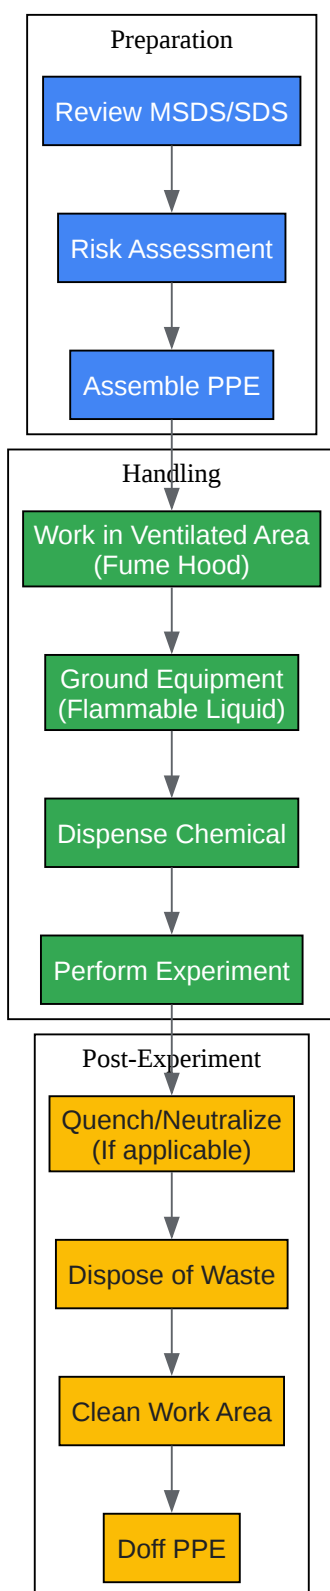 Preparation
Review MSDS/SDS
Risk Assessment
Assemble PPE
Handling
Work in Ventilated Area
(Fume Hood)
Ground Equipment
(Flammable Liquid)
Dispense Chemical
Perform Experiment
Post-Experiment
Quench/Neutralize
(If applicable)
Dispose of Waste
Clean Work Area
Doff PPE